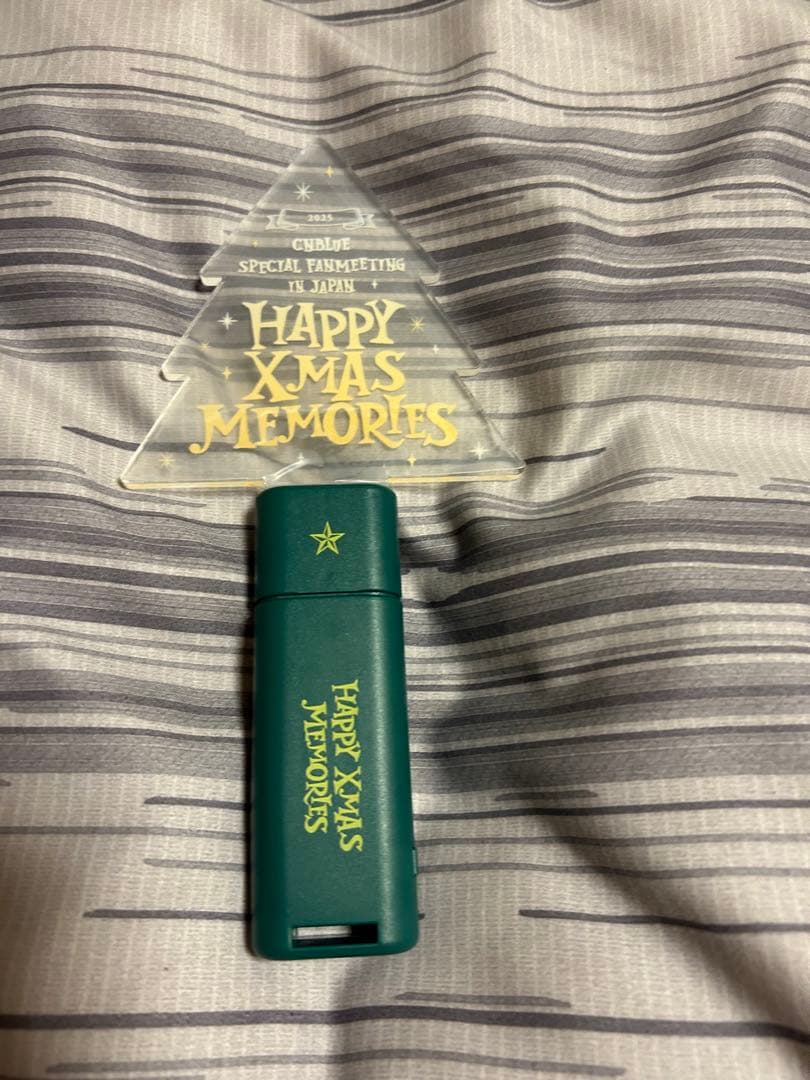 2025
CNBLUE
SPECIAL FANMEETING
IN JAPAN
HAPPY
XMAS
MEMORIES
HAPPY XMAS
MEMORIES